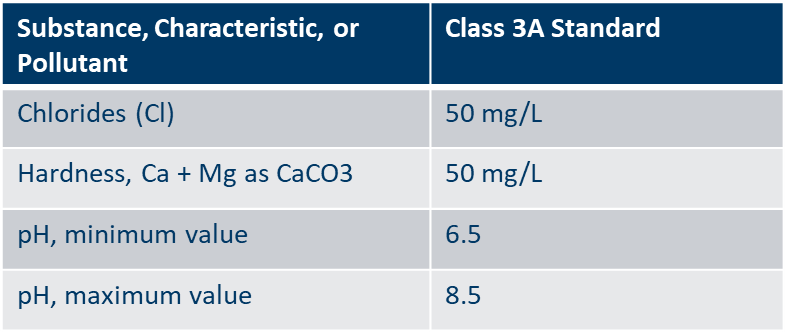 Substance, Characteristic, or
Pollutant
Class 3A Standard
Chlorides (Cl)
50 mg/L
Hardness, Ca + Mg as CaCO3
50 mg/L
pH, minimum value
6.5
pH, maximum value
8.5